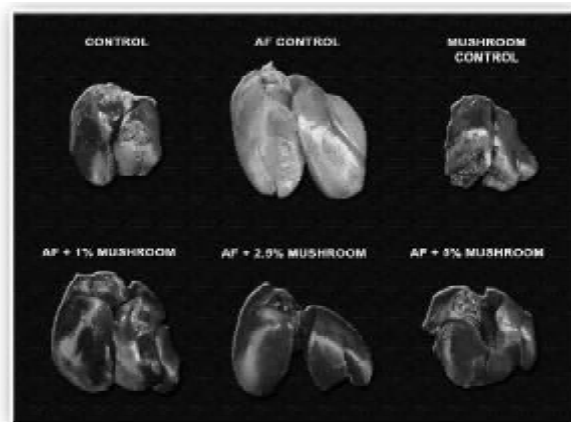 CONTROL
AF CONTROL
MUSHROOM
CONTROL
AF + 1% MUSHROOM
AF + 2.5% MUSHROOM
AF + 5% MUSHROOM